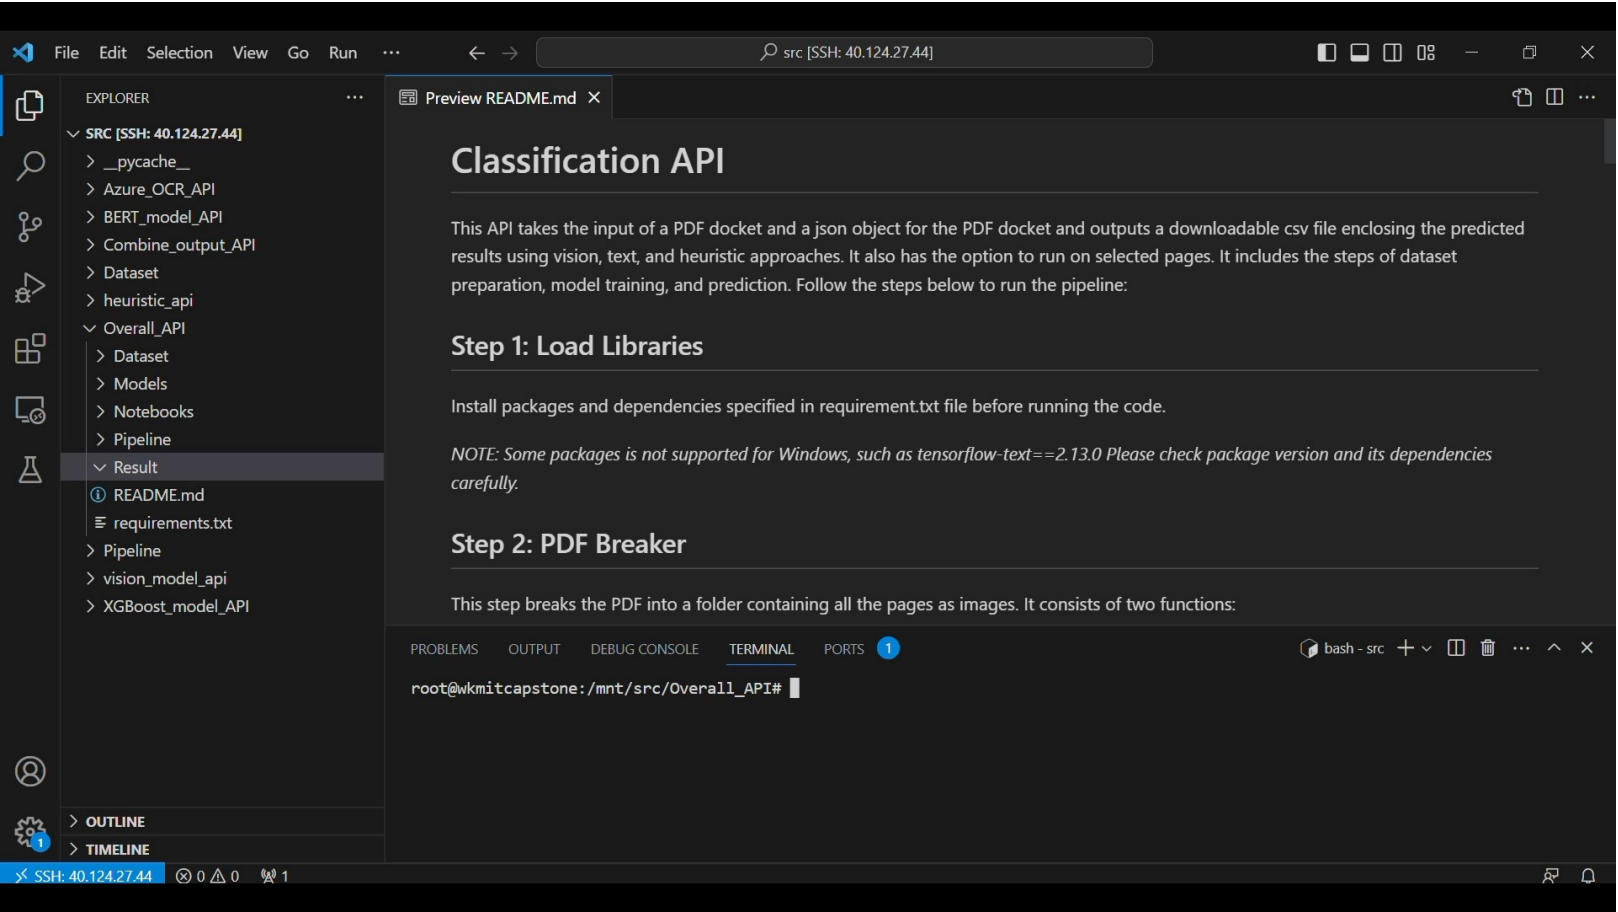 File Edit Selection View Go Run ···
src [SSH: 40.124.27.44]
EXPLORER
Preview README.md
SRC [SSH: 40.124.27.44]
__pycache__
Azure_OCR_API
BERT_model_API
Combine_output_API
Dataset
heuristic_api
Overall_API
Dataset
Models
Notebooks
Pipeline
Result
README.md
requirements.txt
Pipeline
vision_model_api
XGBoost_model_API
OUTLINE
TIMELINE
Classification API
This API takes the input of a PDF docket and a json object for the PDF docket and outputs a downloadable csv file enclosing the predicted
results using vision, text, and heuristic approaches. It also has the option to run on selected pages. It includes the steps of dataset
preparation, model training, and prediction. Follow the steps below to run the pipeline:
Step 1: Load Libraries
Install packages and dependencies specified in requirement.txt file before running the code.
NOTE: Some packages is not supported for Windows, such as tensorflow-text==2.13.0 Please check package version and its dependencies
carefully.
Step 2: PDF Breaker
This step breaks the PDF into a folder containing all the pages as images. It consists of two functions:
PROBLEMS OUTPUT DEBUG CONSOLE TERMINAL PORTS 1
bash - src
root@wkmitcapstone:/mnt/src/Overall_API#
1
SSH: 40.124.27.44 0 0 1